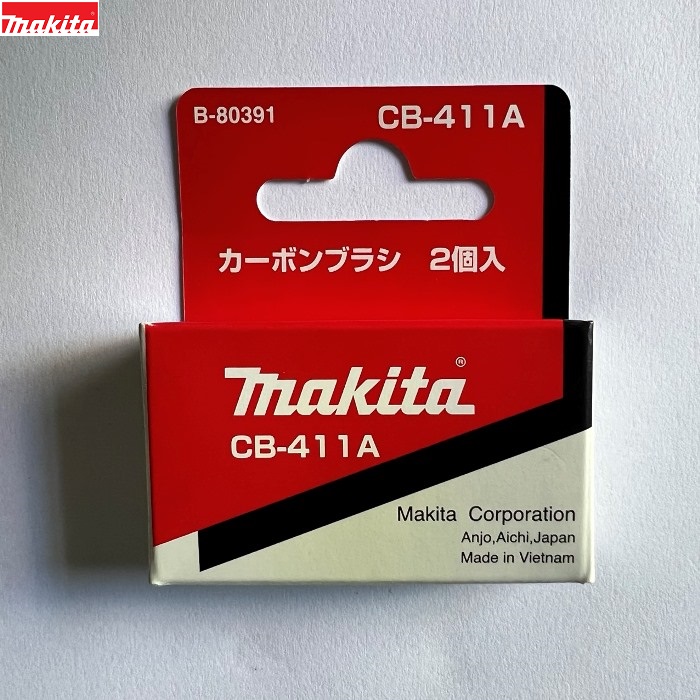 makita
B-80391 CB-411A
カーボンブラシ 2個入
makita®
CB-411A
Makita Corporation
Anjo,Aichi,Japan
Made in Vietnam